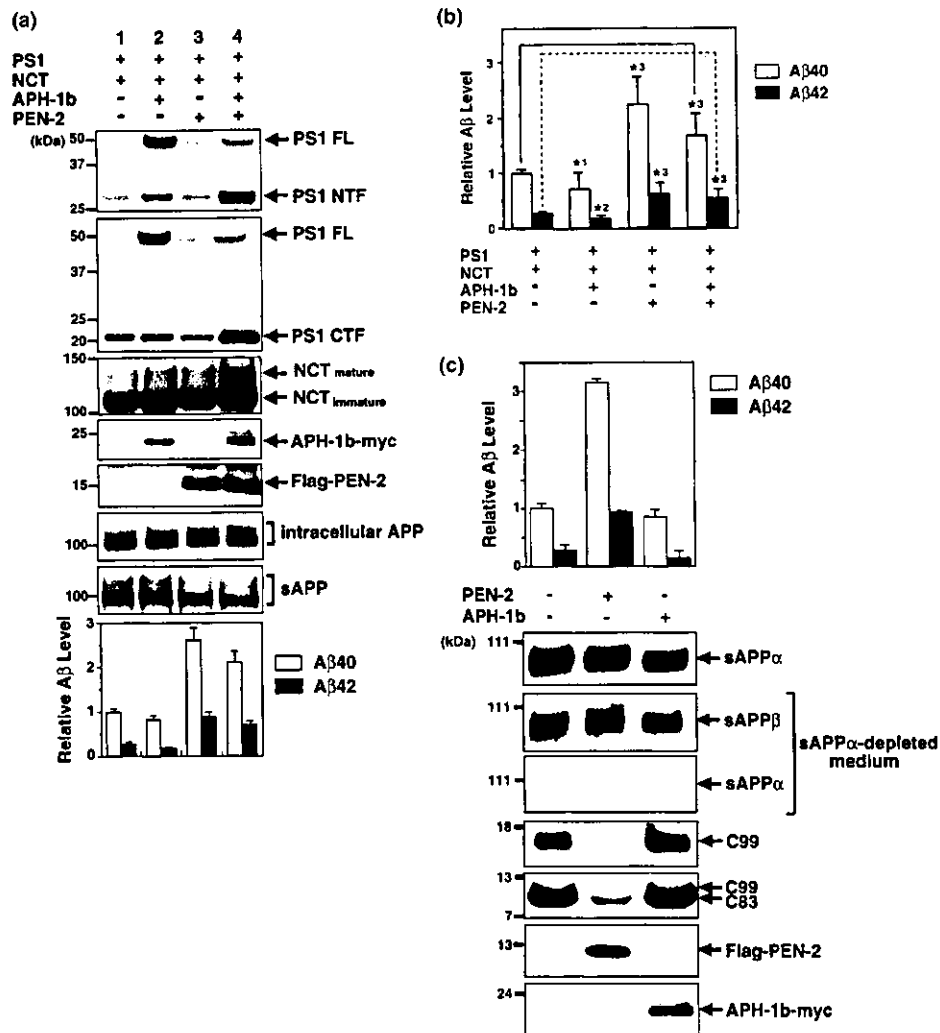 (a)
1 2 3 4
PS1 + + + +
NCT + + + +
APH-1b - + - +
PEN-2 - - + +
(kDa)
50
37
25
PS1 FL
PS1 NTF
50
37
25
20
PS1 FL
PS1 CTF
150
100
NCT mature
NCT immature
25
APH-1b-myc
15
Flag-PEN-2
100
intracellular APP
100
sAPP
Relative Aβ Level
3
2
1
0
Aβ40
Aβ42
(b)
Relative Aβ Level
3
2
1
0
*1
*2
*3
*3
*3
*3
Aβ40
Aβ42
PS1 + + + +
NCT + + + +
APH-1b - + - +
PEN-2 - - + +
(c)
Relative Aβ Level
3
2
1
0
Aβ40
Aβ42
PEN-2 - + -
APH-1b - - +
(kDa)
111
sAPPα
111
sAPPβ
111
sAPPα
sAPPα-depleted
medium
18
C99
13
7
C99
C83
13
Flag-PEN-2
24
APH-1b-myc